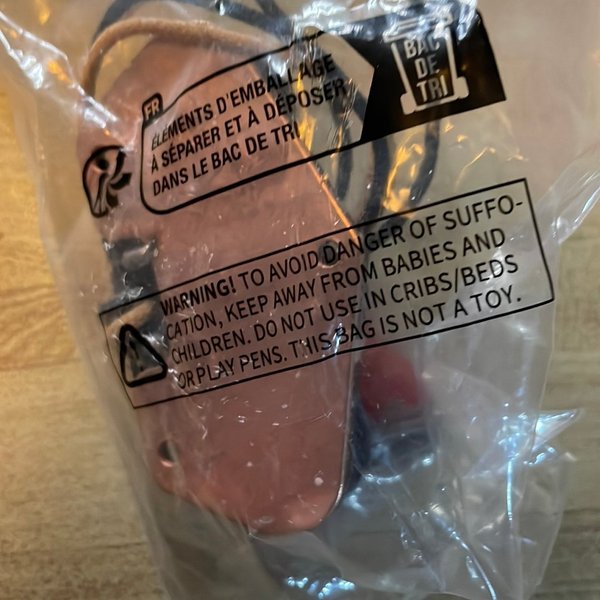 FR
ÉLÉMENTS D'EMBALLAGE
À SÉPARER ET À DÉPOSER
DANS LE BAC DE TRI
BAC
DE
TRI
WARNING! TO AVOID DANGER OF SUFFO-
CATION, KEEP AWAY FROM BABIES AND
CHILDREN. DO NOT USE IN CRIBS/BEDS
OR PLAY PENS. THIS BAG IS NOT A TOY.